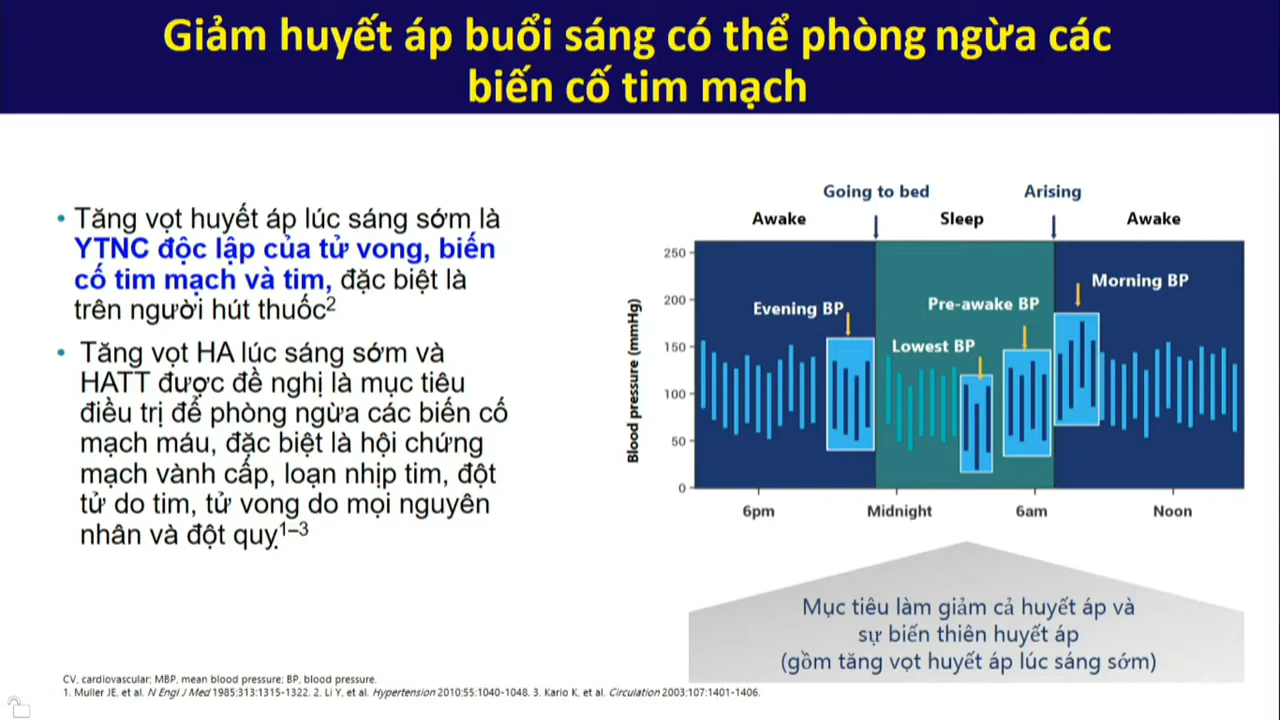 Giảm huyết áp buổi sáng có thể phòng ngừa các
biến cố tim mạch
• Tăng vọt huyết áp lúc sáng sớm là
YTNC độc lập của tử vong, biến
cố tim mạch và tim, đặc biệt là
trên người hút thuốc2
• Tăng vọt HA lúc sáng sớm và
HATT được đề nghị là mục tiêu
điều trị để phòng ngừa các biến cố
mạch máu, đặc biệt là hội chứng
mạch vành cấp, loạn nhịp tim, đột
tử do tim, tử vong do mọi nguyên
nhân và đột quỵ.1–3
Going to bed
Arising
Awake
Sleep
Awake
Blood pressure (mmHg)
250
200
150
100
50
0
Evening BP
Lowest BP
Pre-awake BP
Morning BP
6pm
Midnight
6am
Noon
Mục tiêu làm giảm cả huyết áp và
sự biến thiên huyết áp
(gồm tăng vọt huyết áp lúc sáng sớm)
CV, cardiovascular; MBP, mean blood pressure; BP, blood pressure.
1. Muller JE, et al. N Engl J Med 1985;313:1315-1322. 2. Li Y, et al. Hypertension 2010;55:1040-1048. 3. Kario K, et al. Circulation 2003;107:1401-1406.